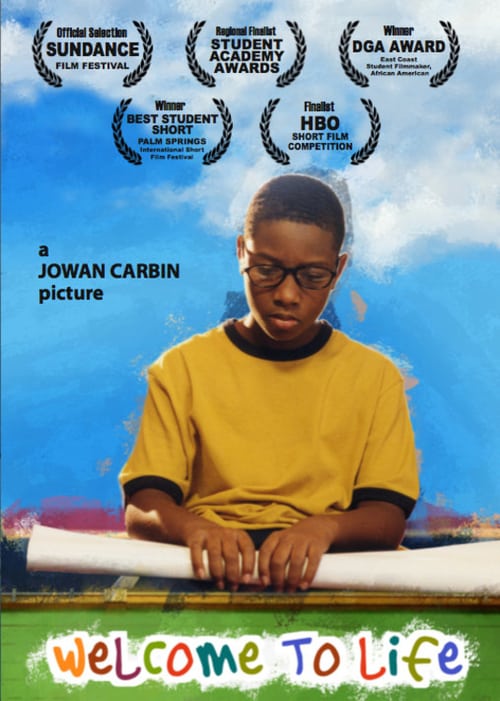 Official Selection
SUNDANCE
FILM FESTIVAL
Regional Finalist
STUDENT
ACADEMY
AWARDS
Winner
DGA AWARD
East Coast
Student Filmmaker,
African American
Winner
BEST STUDENT
SHORT
PALM SPRINGS
International Short
Film Festival
Finalist
HBO
SHORT FILM
COMPETITION
a
JOWAN CARBIN
picture
WeLcome To Life